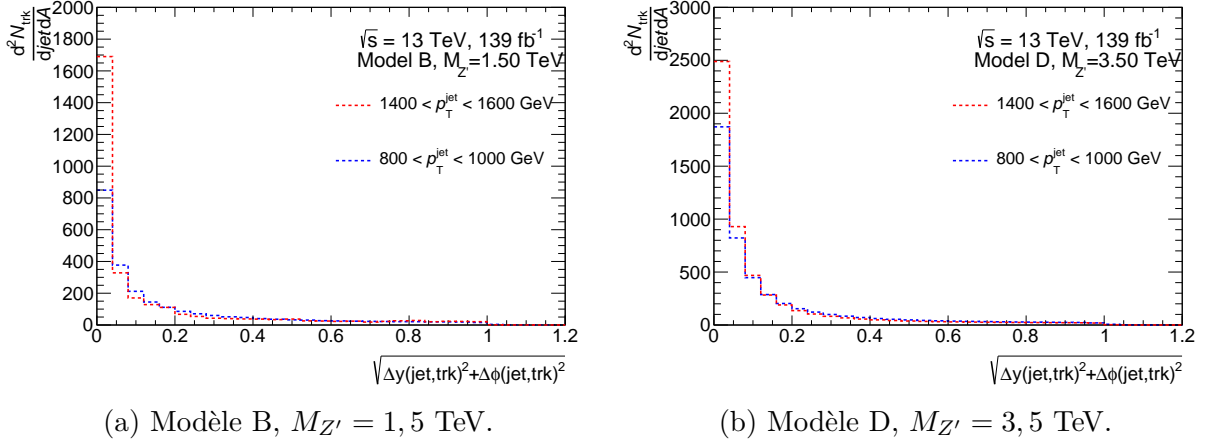 d²N_trk / djetdA
2000
1800
1600
1400
1200
1000
800
600
400
200
0
√s = 13 TeV, 139 fb⁻¹
Model B, M_Z'=1.50 TeV
1400 < p_T^jet < 1600 GeV
800 < p_T^jet < 1000 GeV
0 0.2 0.4 0.6 0.8 1 1.2
√Δy(jet,trk)²+Δϕ(jet,trk)²
(a) Modèle B, M_Z′ = 1, 5 TeV.
d²N_trk / djetdA
3000
2500
2000
1500
1000
500
0
√s = 13 TeV, 139 fb⁻¹
Model D, M_Z'=3.50 TeV
1400 < p_T^jet < 1600 GeV
800 < p_T^jet < 1000 GeV
0 0.2 0.4 0.6 0.8 1 1.2
√Δy(jet,trk)²+Δϕ(jet,trk)²
(b) Modèle D, M_Z′ = 3, 5 TeV.